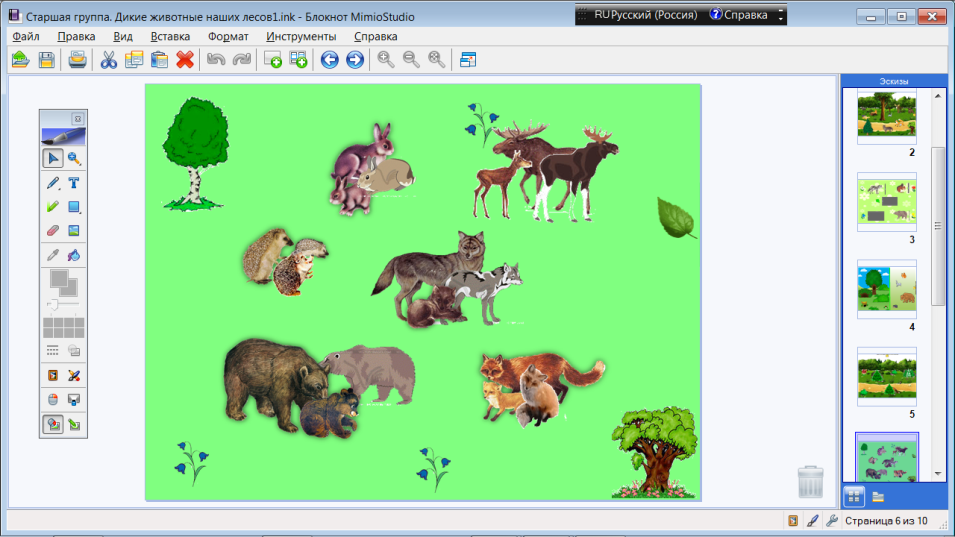 Старшая группа. Дикие животные наших лесов1.ink - Блокнот MimioStudio
RU Русский (Россия) Справка
Файл Правка Вид Вставка Формат Инструменты Справка
Эскизы
2
3
4
5
Страница 6 из 10